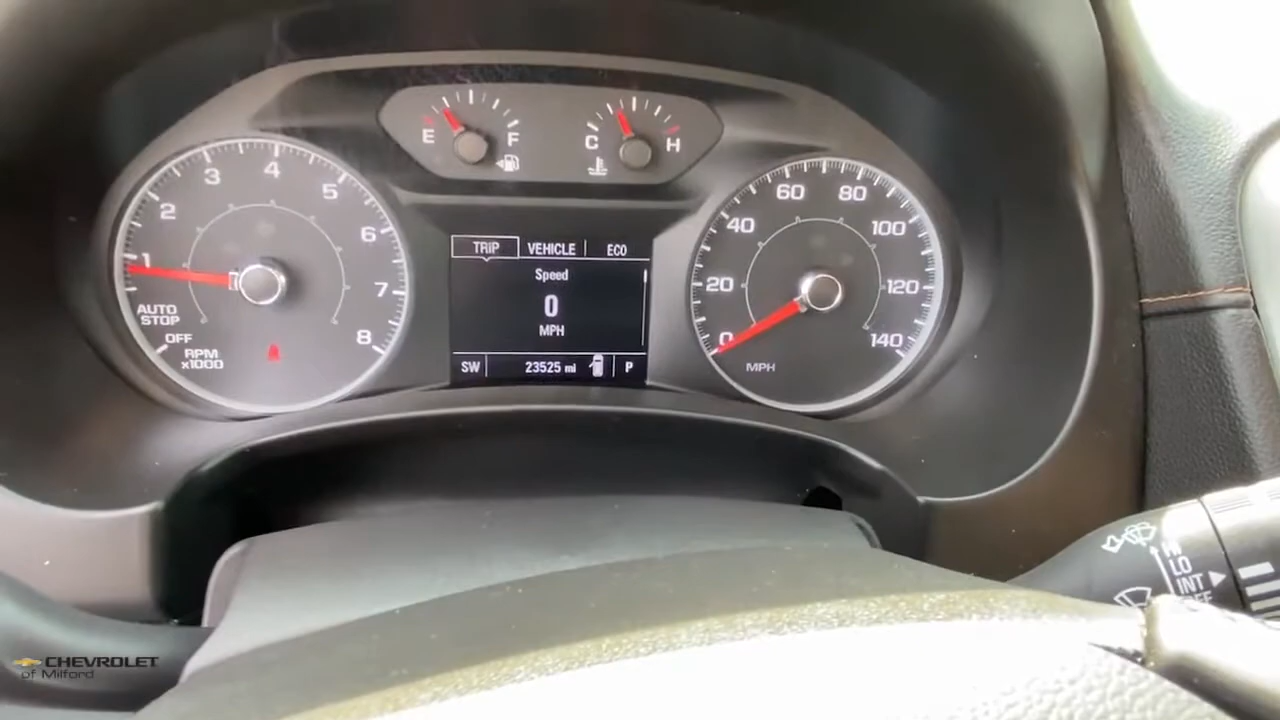 E F
C H
1 2 3 4 5 6 7 8
AUTO
STOP
OFF
RPM
x1000
TRIP VEHICLE ECO
Speed
0
MPH
SW 23525 mi P
0 20 40 60 80 100 120 140
MPH
HI
LO
INT
OFF
CHEVROLET
of Milford